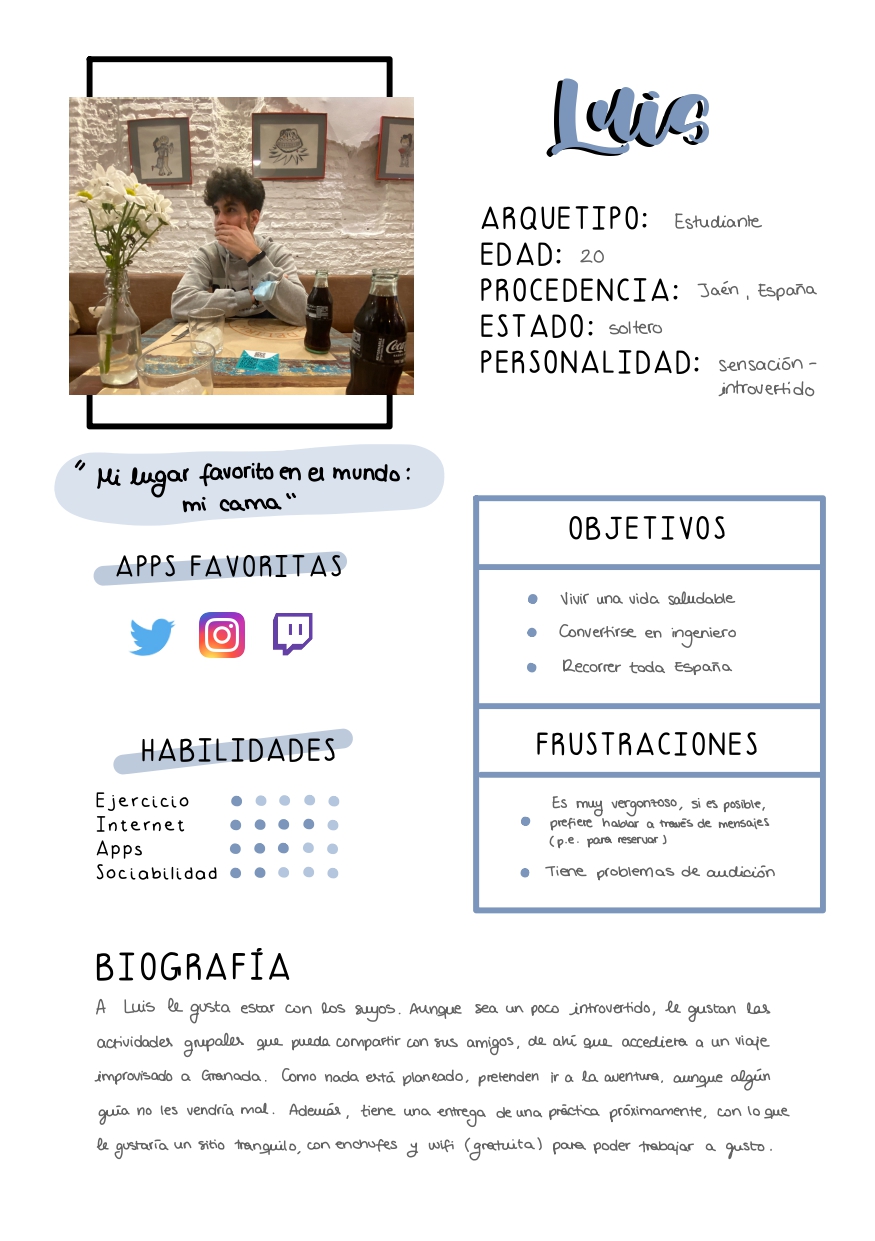 Luis
ARQUETIPO: Estudiante
EDAD: 20
PROCEDENCIA: Jaén, España
ESTADO: soltero
PERSONALIDAD: sensación -
introvertido
Coca-Cola
" Mi lugar favorito en el mundo:
mi cama "
APPS FAVORITAS
HABILIDADES
Ejercicio
Internet
Apps
Sociabilidad
OBJETIVOS
Vivir una vida saludable
Convertirse en ingeniero
Recorrer toda España
FRUSTRACIONES
Es muy vergonzoso, si es posible,
prefiere hablar a través de mensajes
(p.e. para reservar)
Tiene problemas de audición
BIOGRAFÍA
A Luis le gusta estar con los suyos. Aunque sea un poco introvertido, le gustan las
actividades grupales que pueda compartir con sus amigos, de ahí que accediera a un viaje
improvisado a Granada. Como nada está planeado, pretenden ir a la aventura, aunque algún
guía no les vendría mal. Además, tiene una entrega de una práctica próximamente, con lo que
le gustaría un sitio tranquilo, con enchufes y wifi (gratuita) para poder trabajar a gusto.